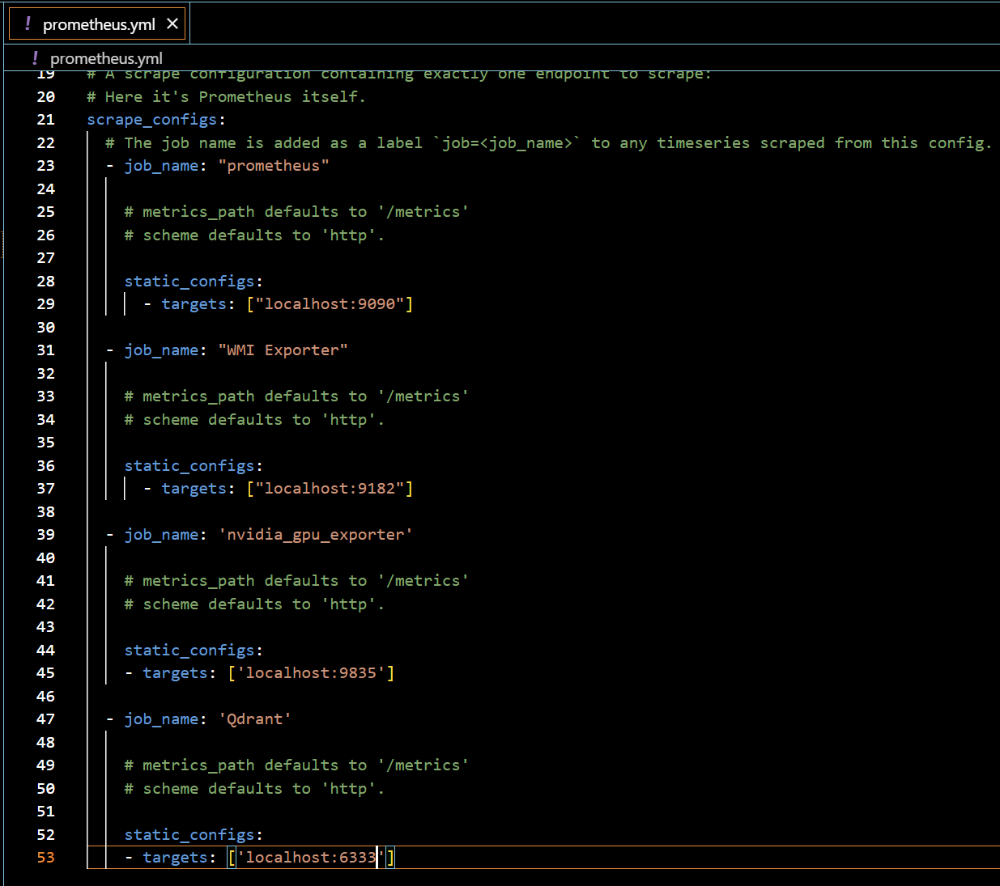 ! prometheus.yml ×
! prometheus.yml
19 # A scrape configuration containing exactly one endpoint to scrape:
20 # Here it's Prometheus itself.
21 scrape_configs:
22   # The job name is added as a label `job=<job_name>` to any timeseries scraped from this config.
23   - job_name: "prometheus"
24
25     # metrics_path defaults to '/metrics'
26     # scheme defaults to 'http'.
27
28     static_configs:
29       - targets: ["localhost:9090"]
30
31   - job_name: "WMI Exporter"
32
33     # metrics_path defaults to '/metrics'
34     # scheme defaults to 'http'.
35
36     static_configs:
37       - targets: ["localhost:9182"]
38
39   - job_name: 'nvidia_gpu_exporter'
40
41     # metrics_path defaults to '/metrics'
42     # scheme defaults to 'http'.
43
44     static_configs:
45     - targets: ['localhost:9835']
46
47   - job_name: 'Qdrant'
48
49     # metrics_path defaults to '/metrics'
50     # scheme defaults to 'http'.
51
52     static_configs:
53     - targets: ['localhost:6333']